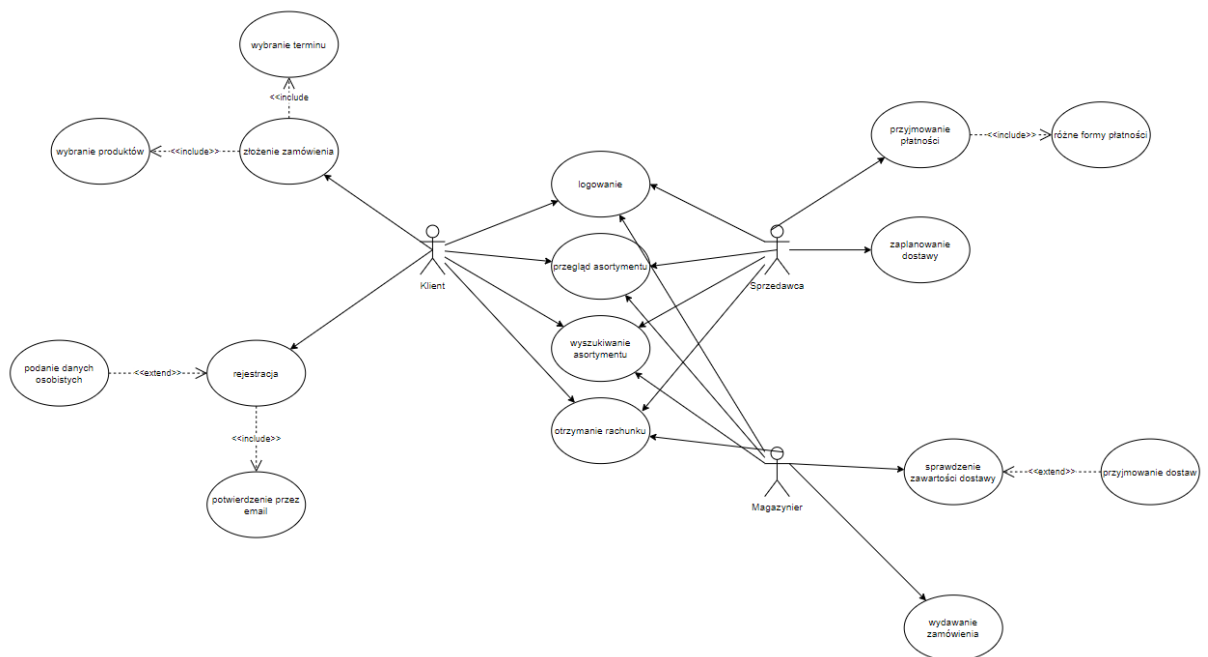 wybranie terminu
<<include
wybranie produktów
<<include>>
złożenie zamówienia
przyjmowanie
płatności
<<include>>
różne formy płatności
logowanie
zaplanowanie
dostawy
przegląd asortymentu
Klient
Sprzedawca
wyszukiwanie
asortymentu
podanie danych
osobistych
<<extend>>
rejestracja
<<include>>
otrzymanie rachunku
potwierdzenie przez
email
Magazynier
sprawdzenie
zawartości dostawy
<<extend>>
przyjmowanie dostaw
wydawanie
zamówienia